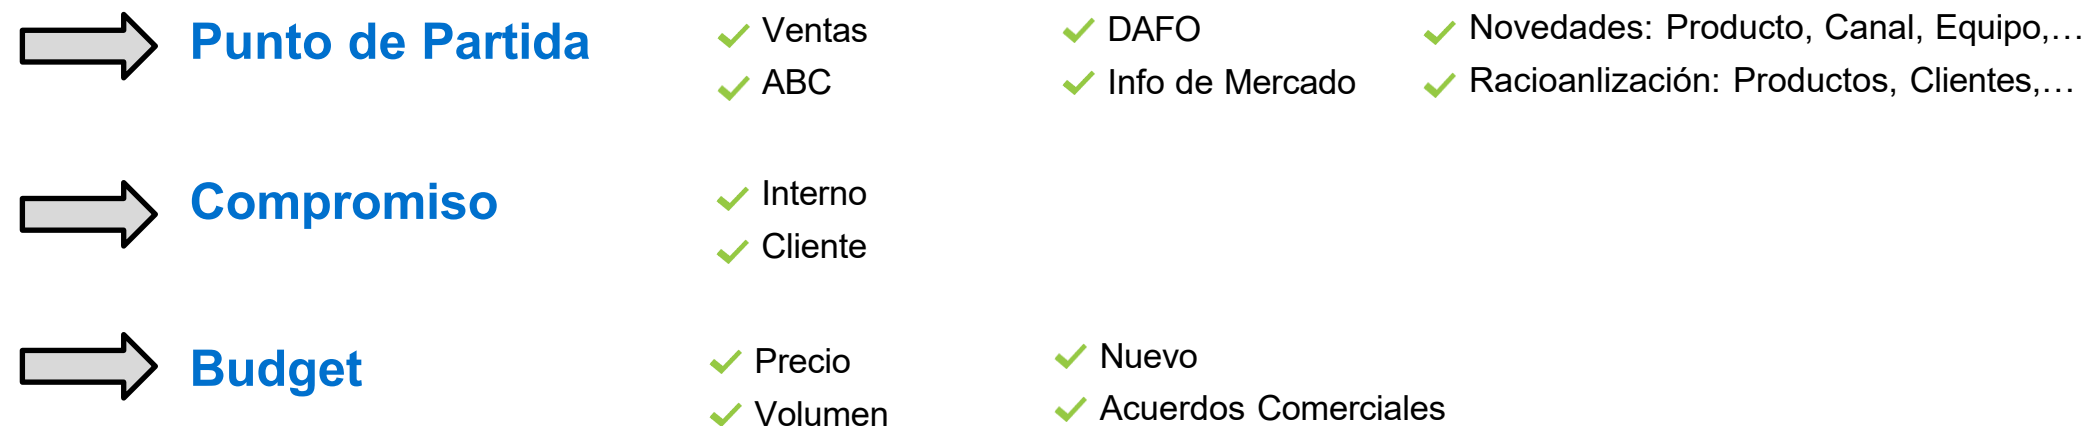 Punto de Partida
Ventas
ABC
DAFO
Info de Mercado
Novedades: Producto, Canal, Equipo,…
Racioanlización: Productos, Clientes,…
Compromiso
Interno
Cliente
Budget
Precio
Volumen
Nuevo
Acuerdos Comerciales